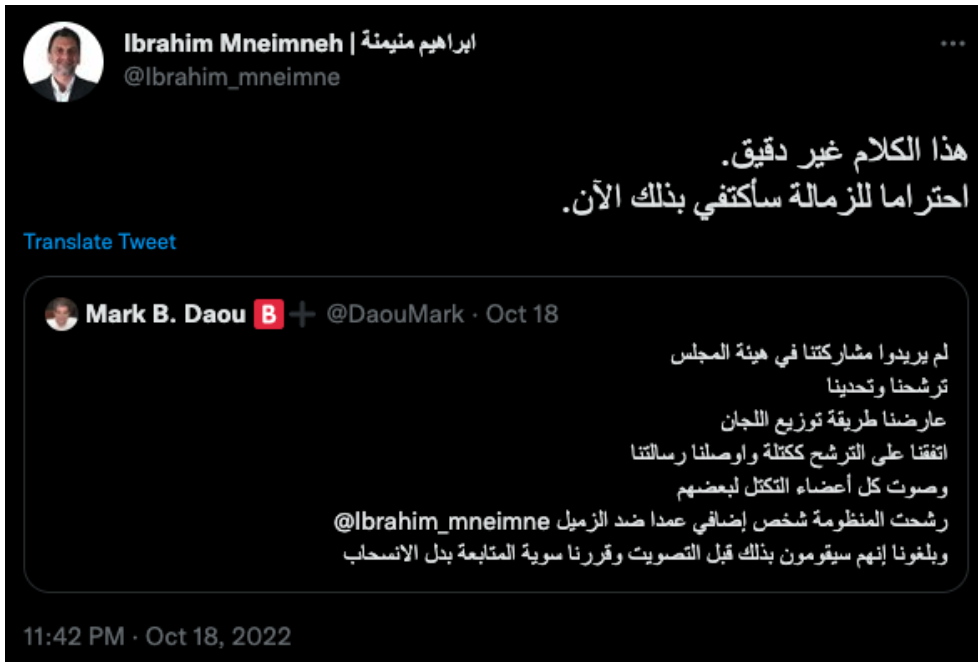 Ibrahim Mneimneh | ابراهيم منيمنة
@Ibrahim_mneimne
هذا الكلام غير دقيق.
احتراما للزمالة سأكتفي بذلك الآن.
Translate Tweet
Mark B. Daou 🅱️➕ @DaouMark · Oct 18
لم يريدوا مشاركتنا في هيئة المجلس
ترشحنا وتحدينا
عارضنا طريقة توزيع اللجان
اتفقنا على الترشح ككتلة واوصلنا رسالتنا
وصوت كل أعضاء التكتل لبعضهم
رشحت المنظومة شخص إضافي عمدا ضد الزميل @Ibrahim_mneimne
وبلغونا إنهم سيقومون بذلك قبل التصويت وقررنا سوية المتابعة بدل الانسحاب
11:42 PM · Oct 18, 2022